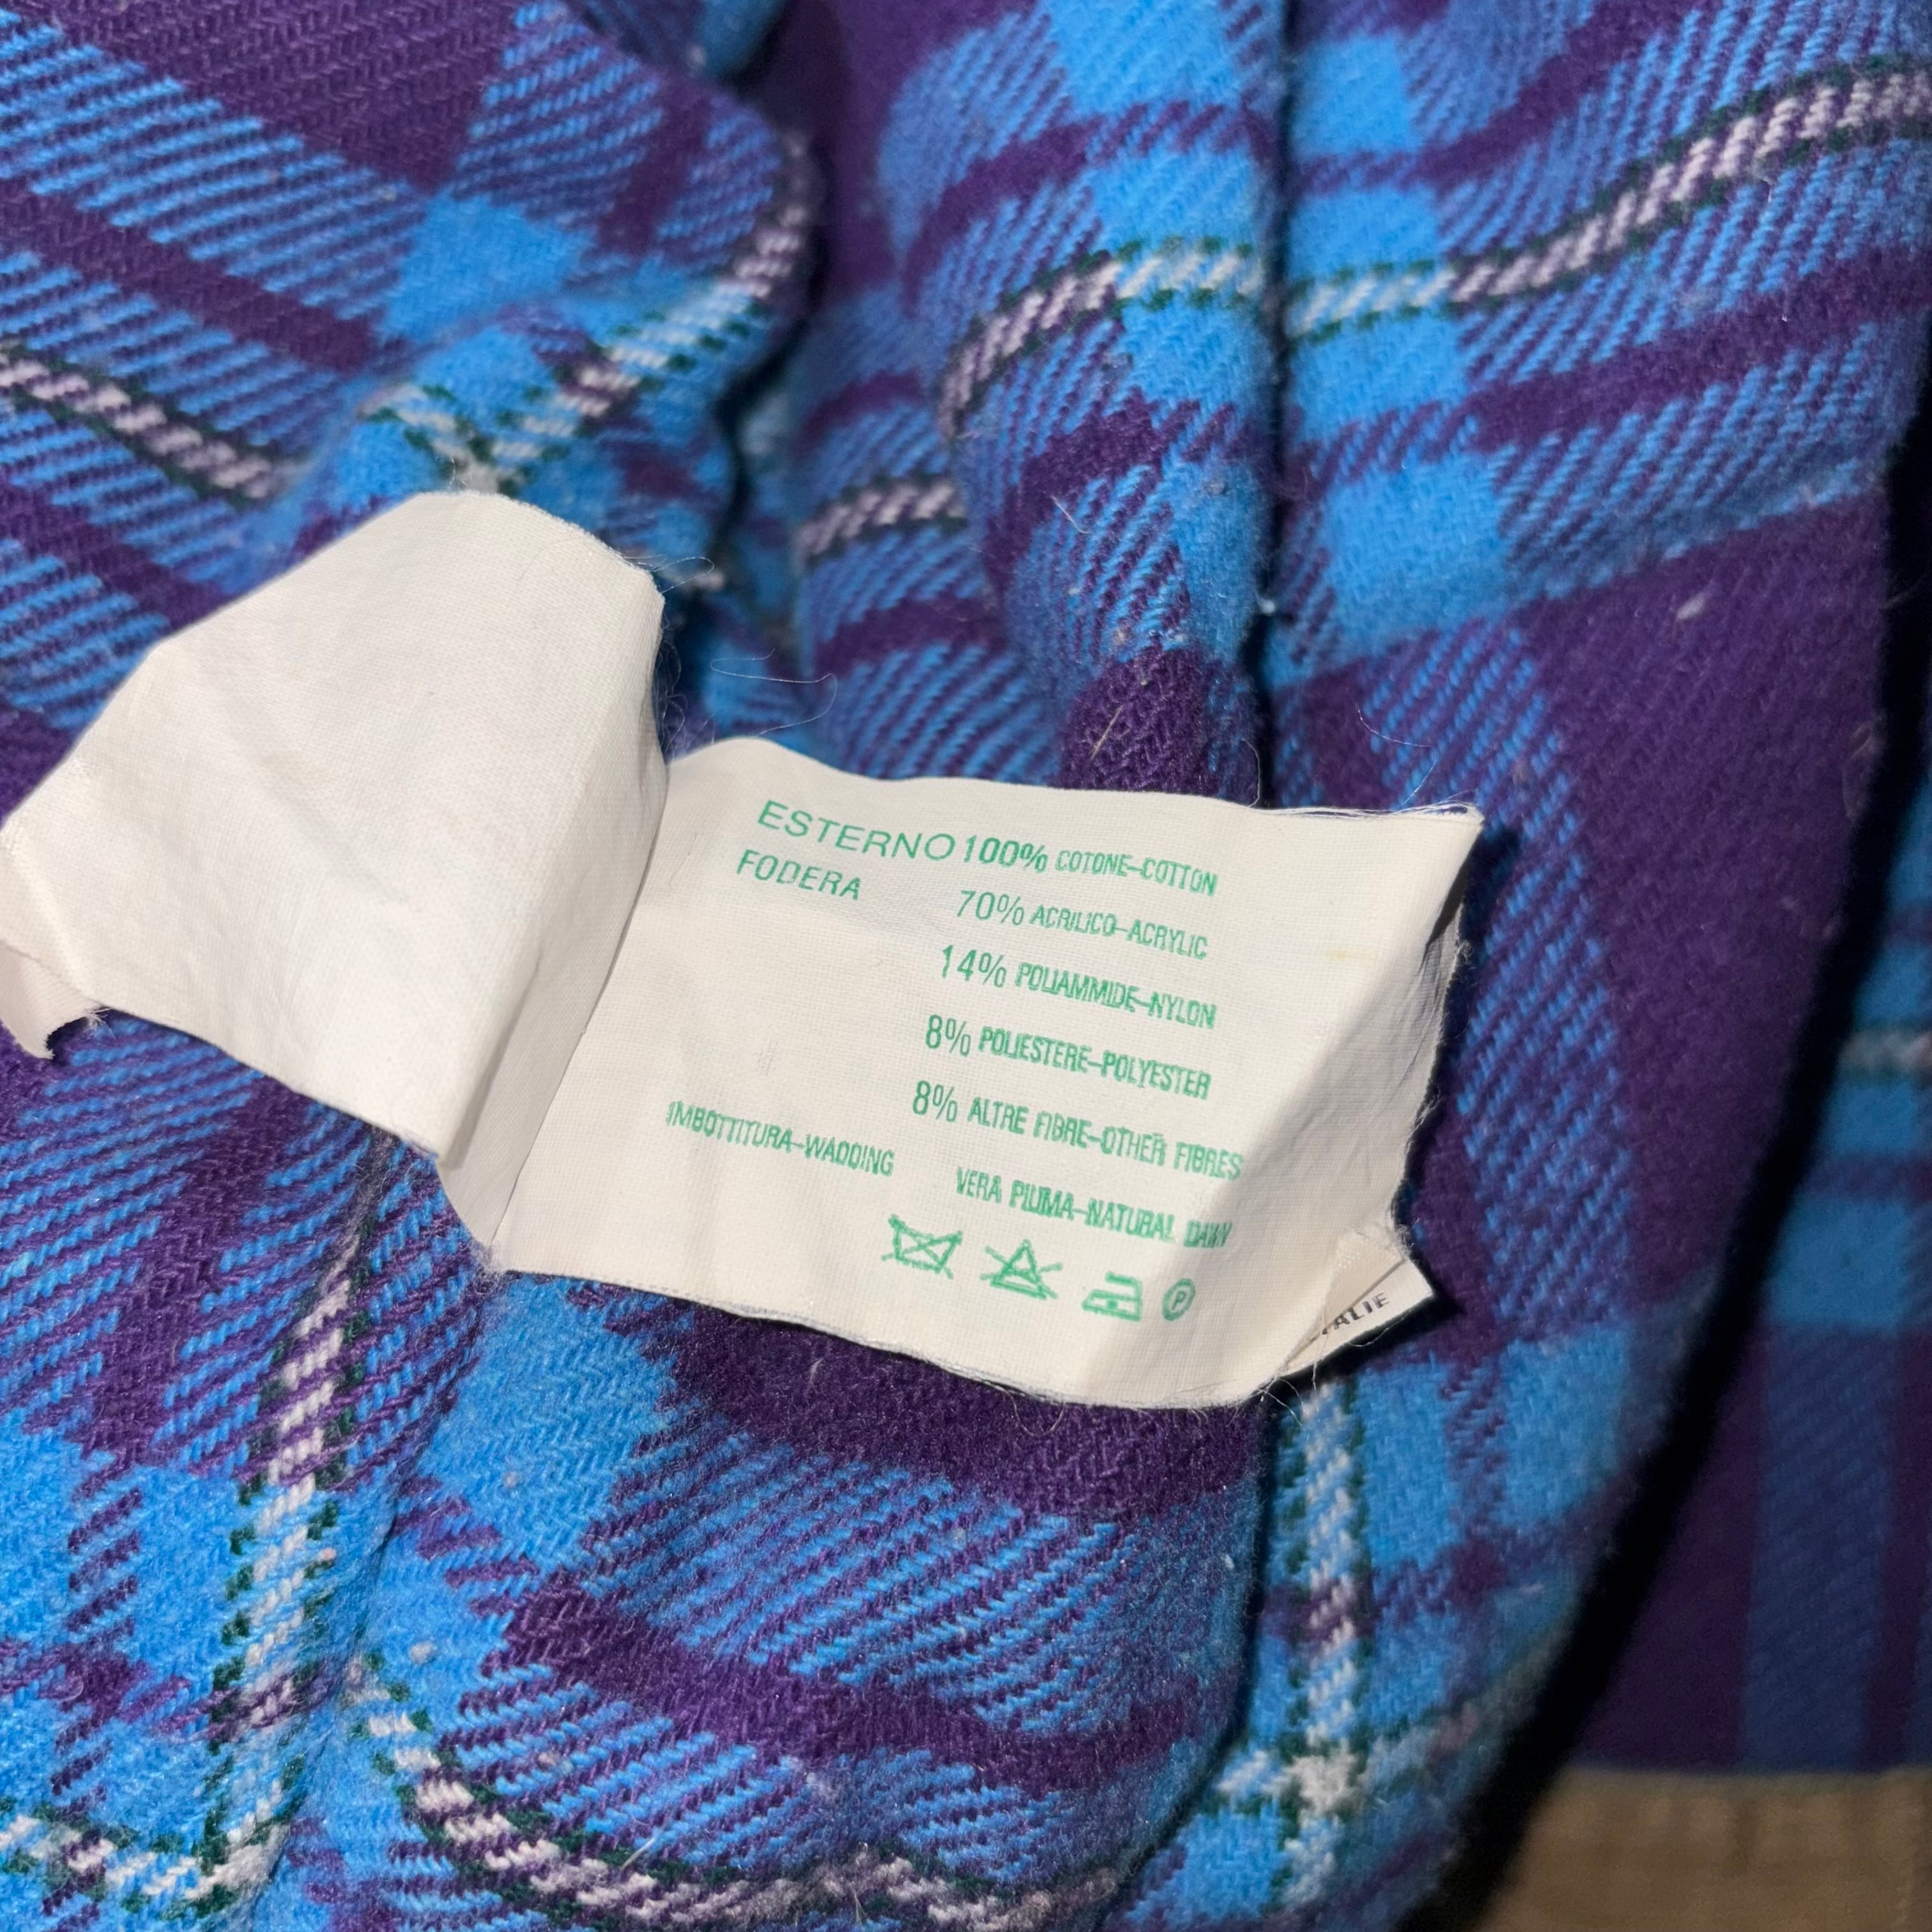 ESTERNO 100% COTONE-COTTON
FODERA 70% ACRILICO-ACRYLIC
14% POLIAMMIDE-NYLON
8% POLIESTERE-POLYESTER
8% ALTRE FIBRE-OTHER FIBRES
IMBOTTITURA-WADDING
VERA PIUMA-NATURAL DAWN
P